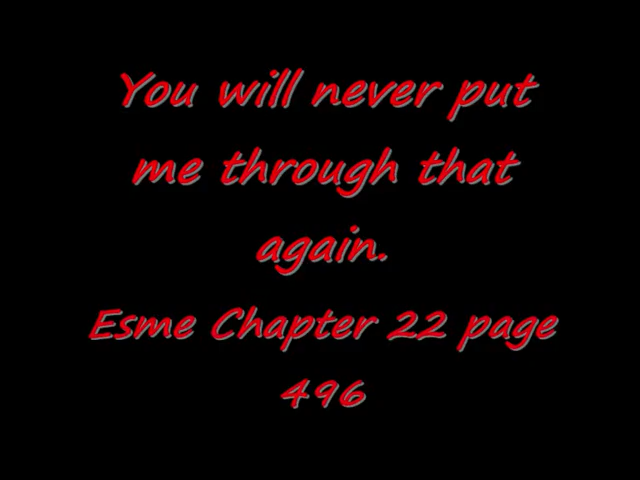 You will never put
me through that
again.
Esme Chapter 22 page
496